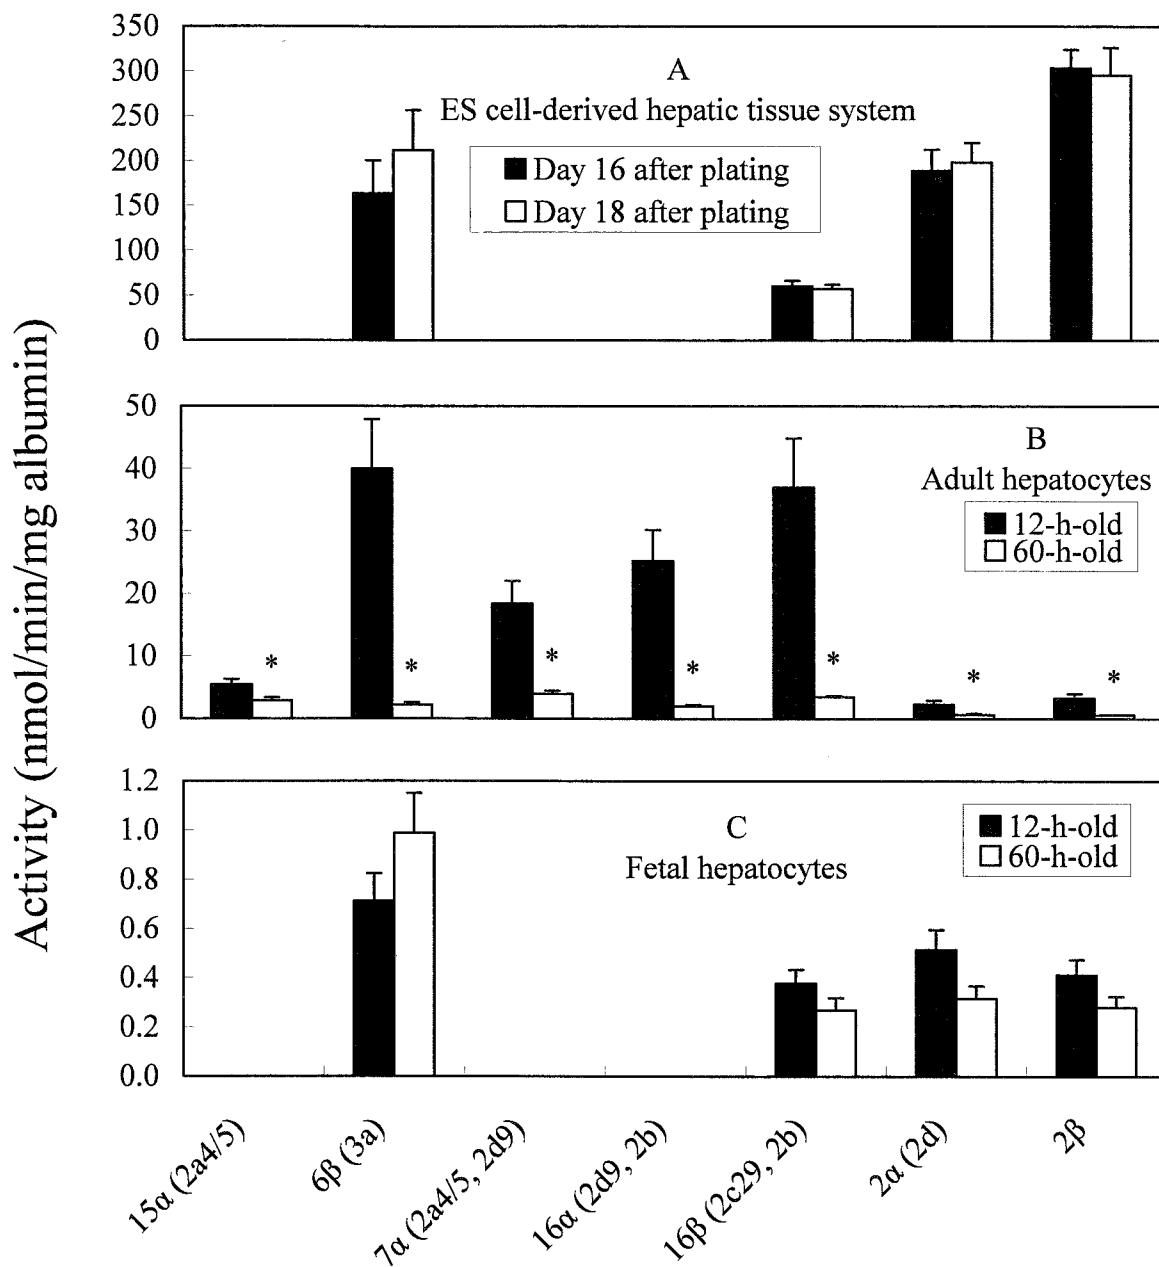 Activity (nmol/min/mg albumin)
350
300
250
200
150
100
50
0
A
ES cell-derived hepatic tissue system
Day 16 after plating
Day 18 after plating
50
40
30
20
10
0
B
Adult hepatocytes
12-h-old
60-h-old
* * * * * * *
1.2
1.0
0.8
0.6
0.4
0.2
0.0
C
Fetal hepatocytes
12-h-old
60-h-old
15α (2a4/5)
6β (3a)
7α (2a4/5, 2d9)
16α (2d9, 2b)
16β (2c29, 2b)
2α (2d)
2β